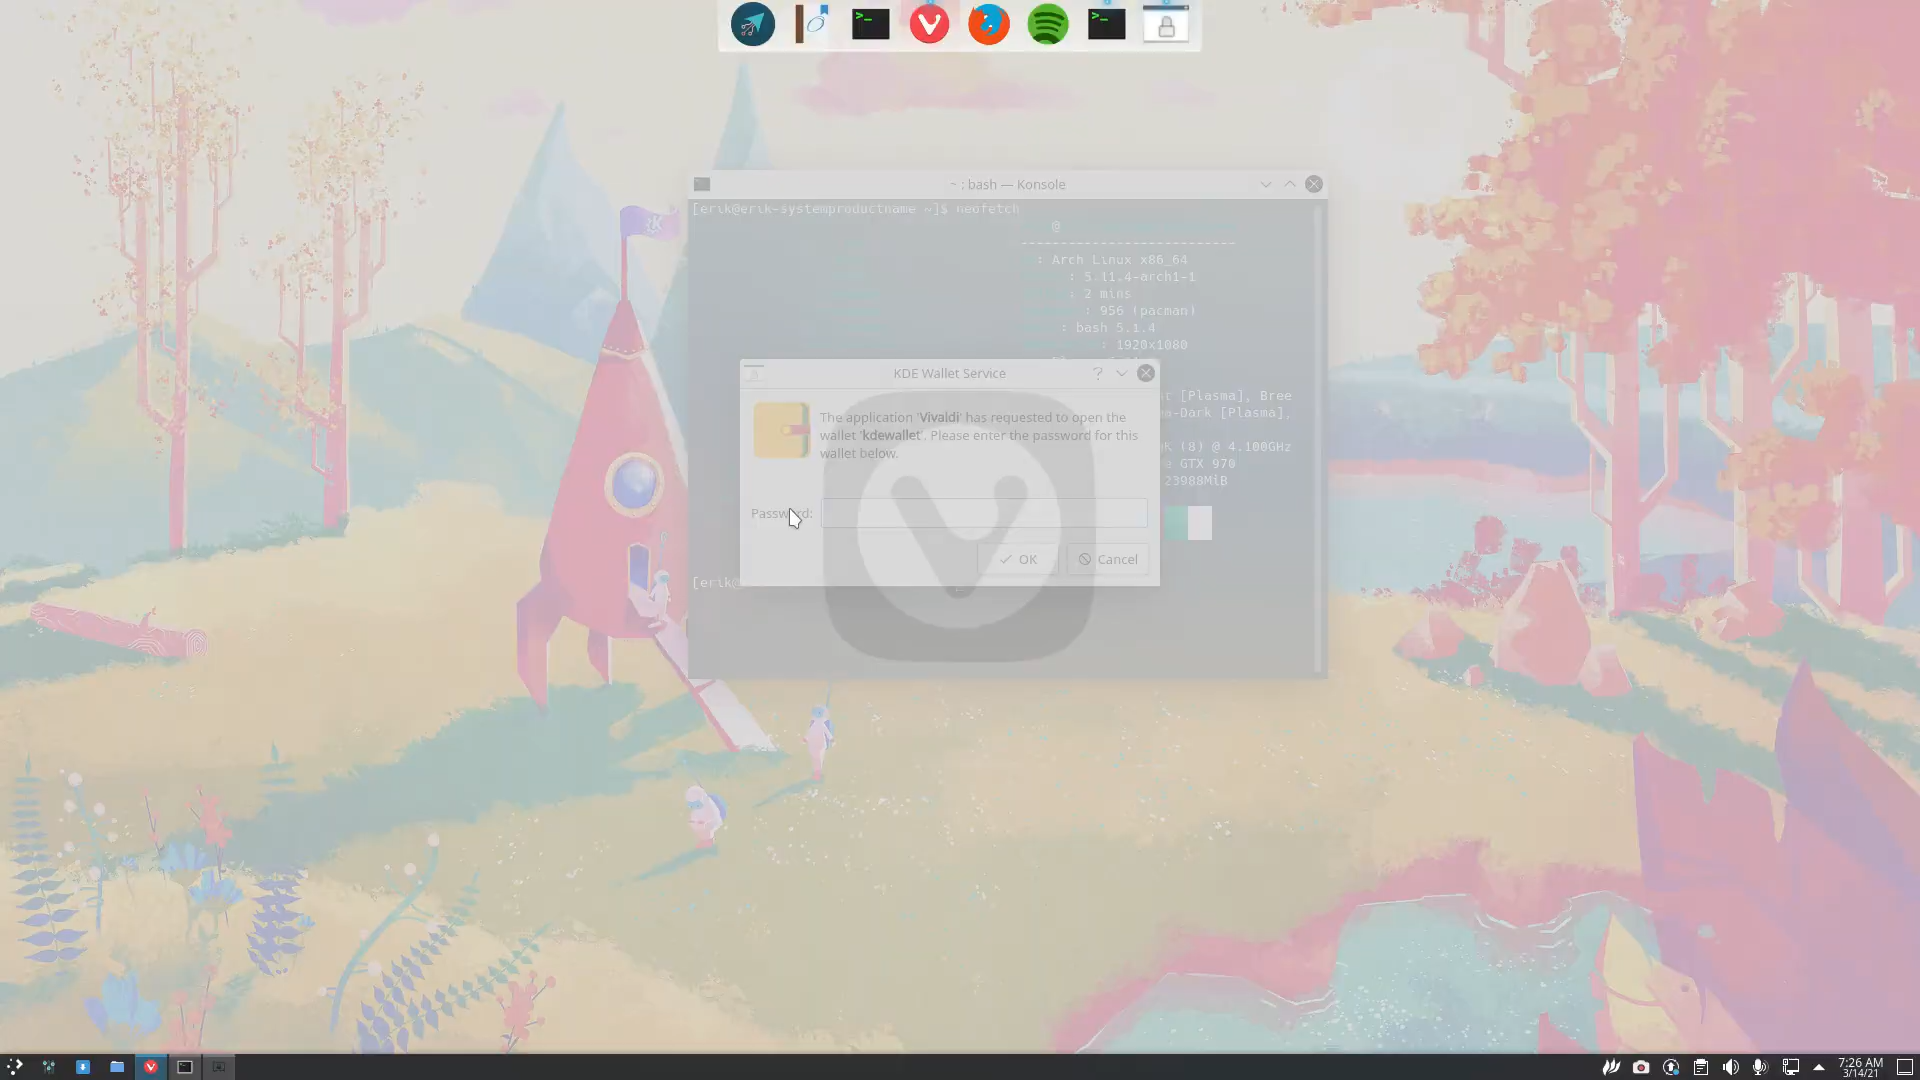 >_
>_
~ : bash — Konsole
[erik@erik-systemproductname ~]$ neofetch
@
---------------------------
: Arch Linux x86_64
: 5.11.4-arch1-1
: 2 mins
: 956 (pacman)
: bash 5.1.4
: 1920x1080
KDE Wallet Service
?
t [Plasma], Bree
ma-Dark [Plasma],
The application 'Vivaldi' has requested to open the
wallet 'kdewallet'. Please enter the password for this
wallet below.
K (8) @ 4.100GHz
e GTX 970
23988MiB
Password:
OK
Cancel
[erik@
7:26 AM
3/14/21